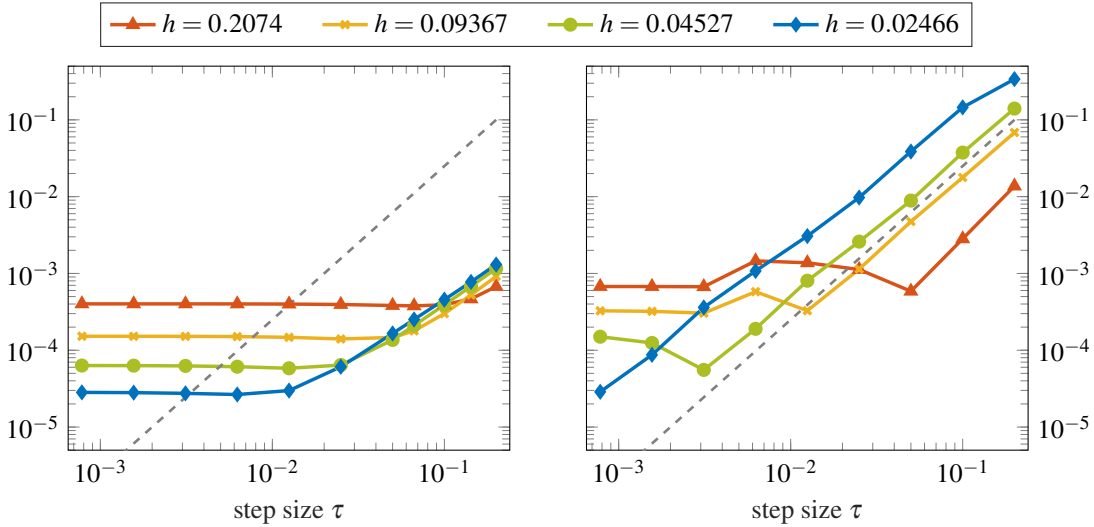 h = 0.2074 h = 0.09367 h = 0.04527 h = 0.02466
10⁻¹
10⁻²
10⁻³
10⁻⁴
10⁻⁵
10⁻³ 10⁻² 10⁻¹
step size τ
10⁻¹
10⁻²
10⁻³
10⁻⁴
10⁻⁵
10⁻³ 10⁻² 10⁻¹
step size τ